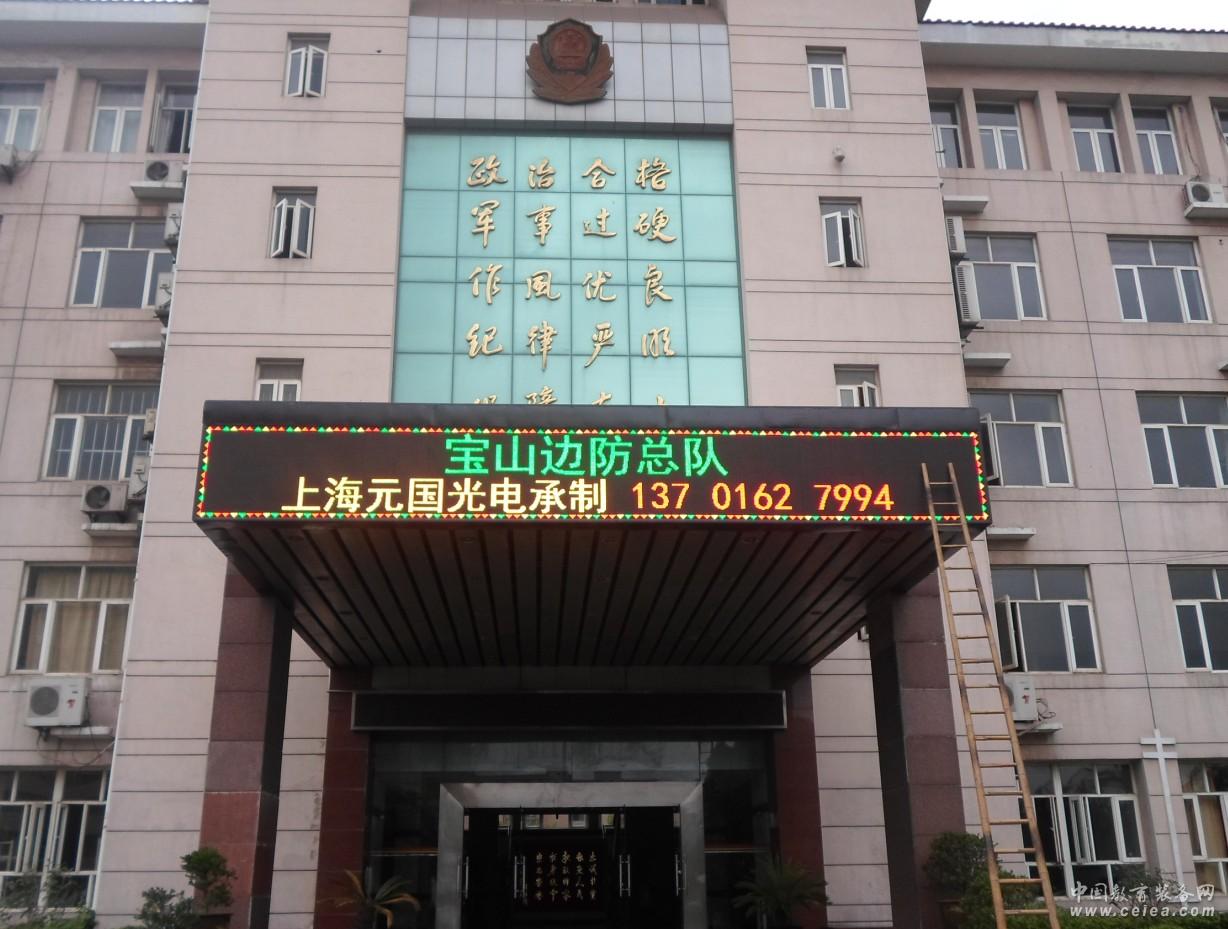 政治合格
军事过硬
作风优良
纪律严明
宝山边防总队
上海元国光电承制 137 0162 7994
中国教育装备网
www.ceiea.com